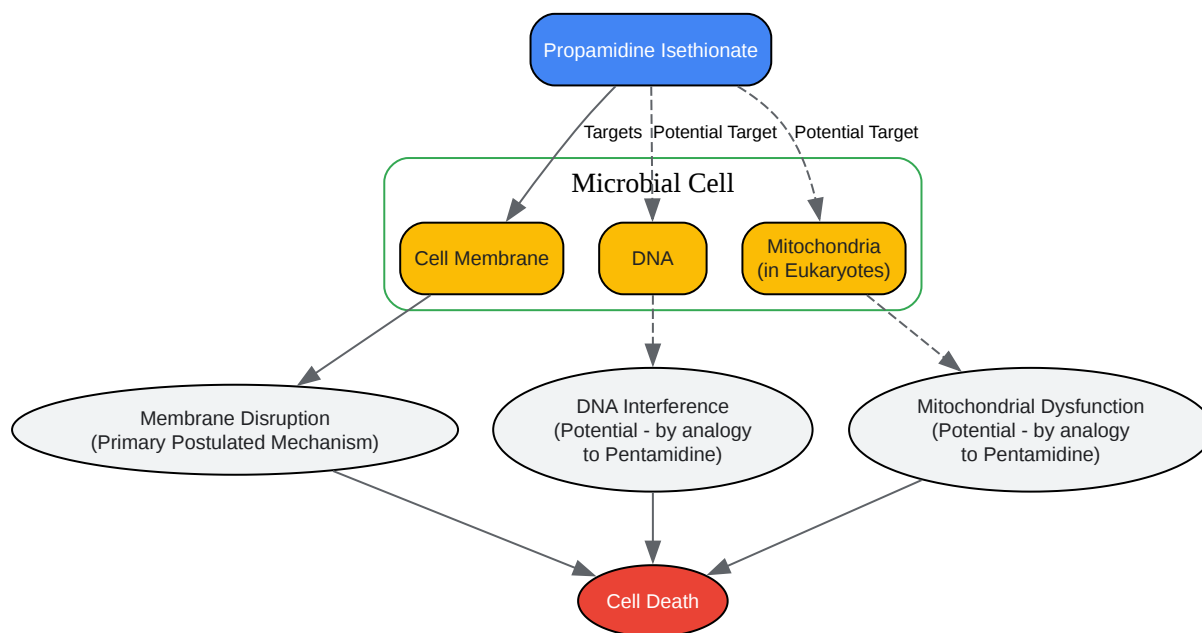 Propamidine Isethionate
Targets
Potential Target
Potential Target
Microbial Cell
Cell Membrane
DNA
Mitochondria
(in Eukaryotes)
Membrane Disruption
(Primary Postulated Mechanism)
DNA Interference
(Potential - by analogy
to Pentamidine)
Mitochondrial Dysfunction
(Potential - by analogy
to Pentamidine)
Cell Death